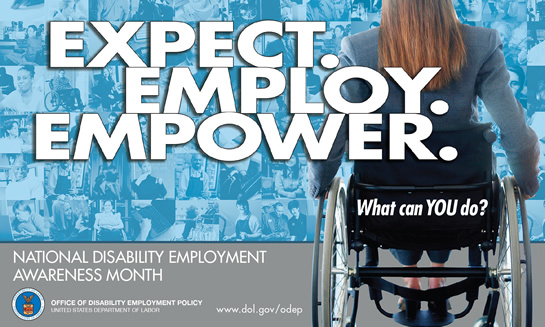 EXPECT.
EMPLOY.
EMPOWER.
What can YOU do?
NATIONAL DISABILITY EMPLOYMENT
AWARENESS MONTH
OFFICE OF DISABILITY EMPLOYMENT POLICY
UNITED STATES DEPARTMENT OF LABOR
www.dol.gov/odep